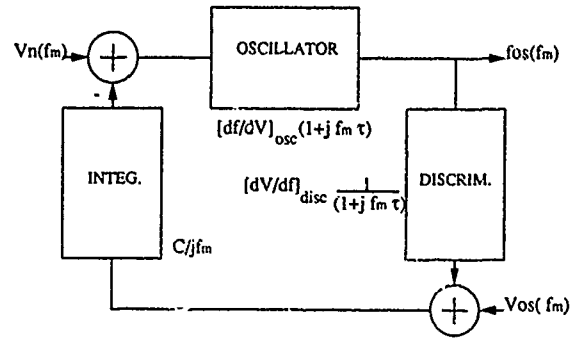 Vn(fm)
OSCILLATOR
fos(fm)
-
[df/dV]osc(1+j fm τ)
INTEG.
[dV/df]disc 1/(1+j fm τ)
DISCRIM.
C/jfm
Vos( fm)